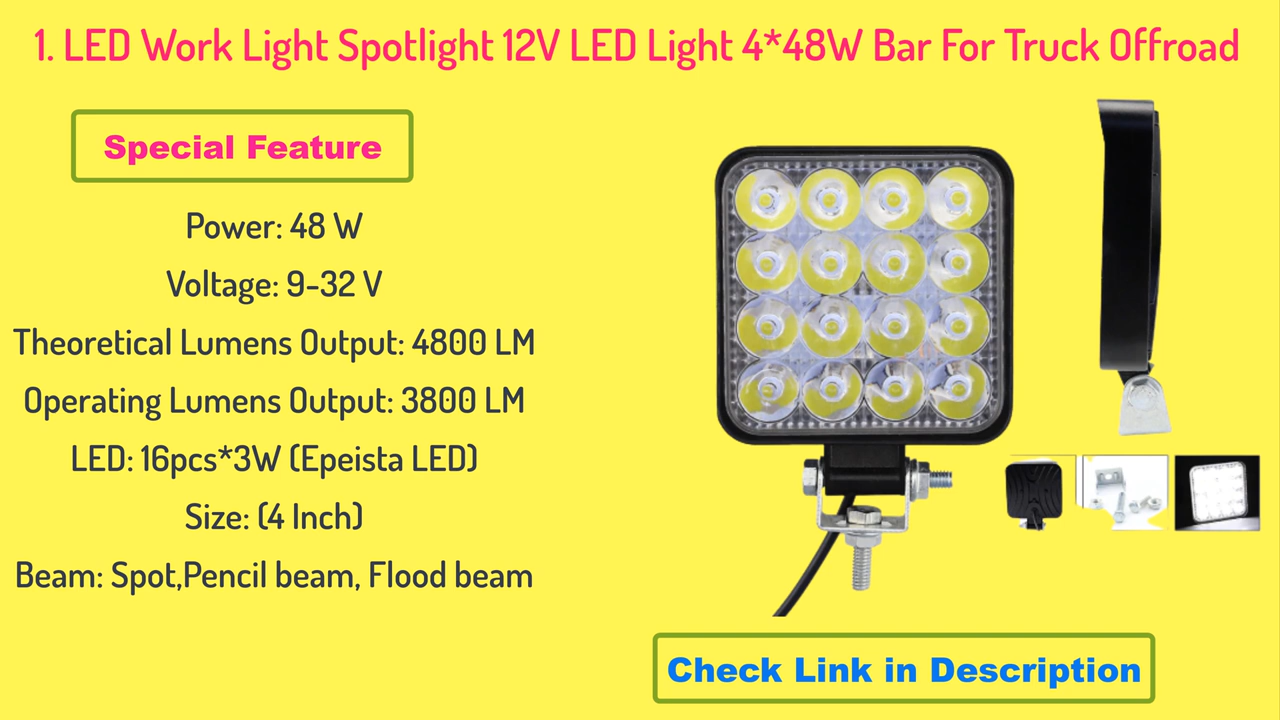 1. LED Work Light Spotlight 12V LED Light 4*48W Bar For Truck Offroad
Special Feature
Power: 48 W
Voltage: 9-32 V
Theoretical Lumens Output: 4800 LM
Operating Lumens Output: 3800 LM
LED: 16pcs*3W (Epeista LED)
Size: (4 Inch)
Beam: Spot,Pencil beam, Flood beam
Check Link in Description